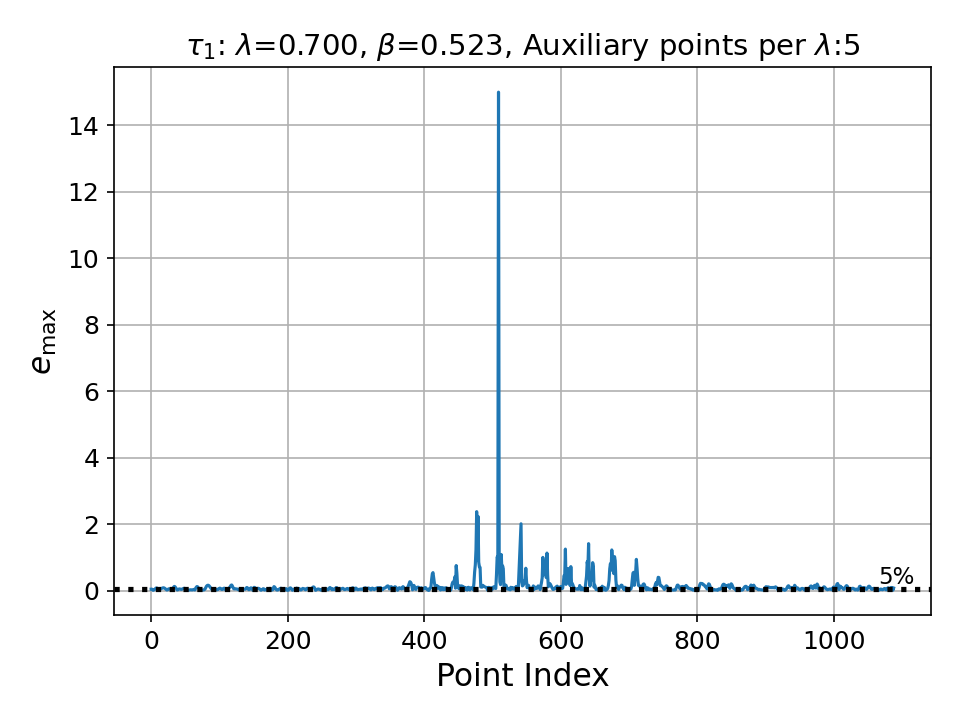 τ₁: λ=0.700, β=0.523, Auxiliary points per λ:5
14
12
10
8
6
4
2
0
e_max
5%
0 200 400 600 800 1000
Point Index